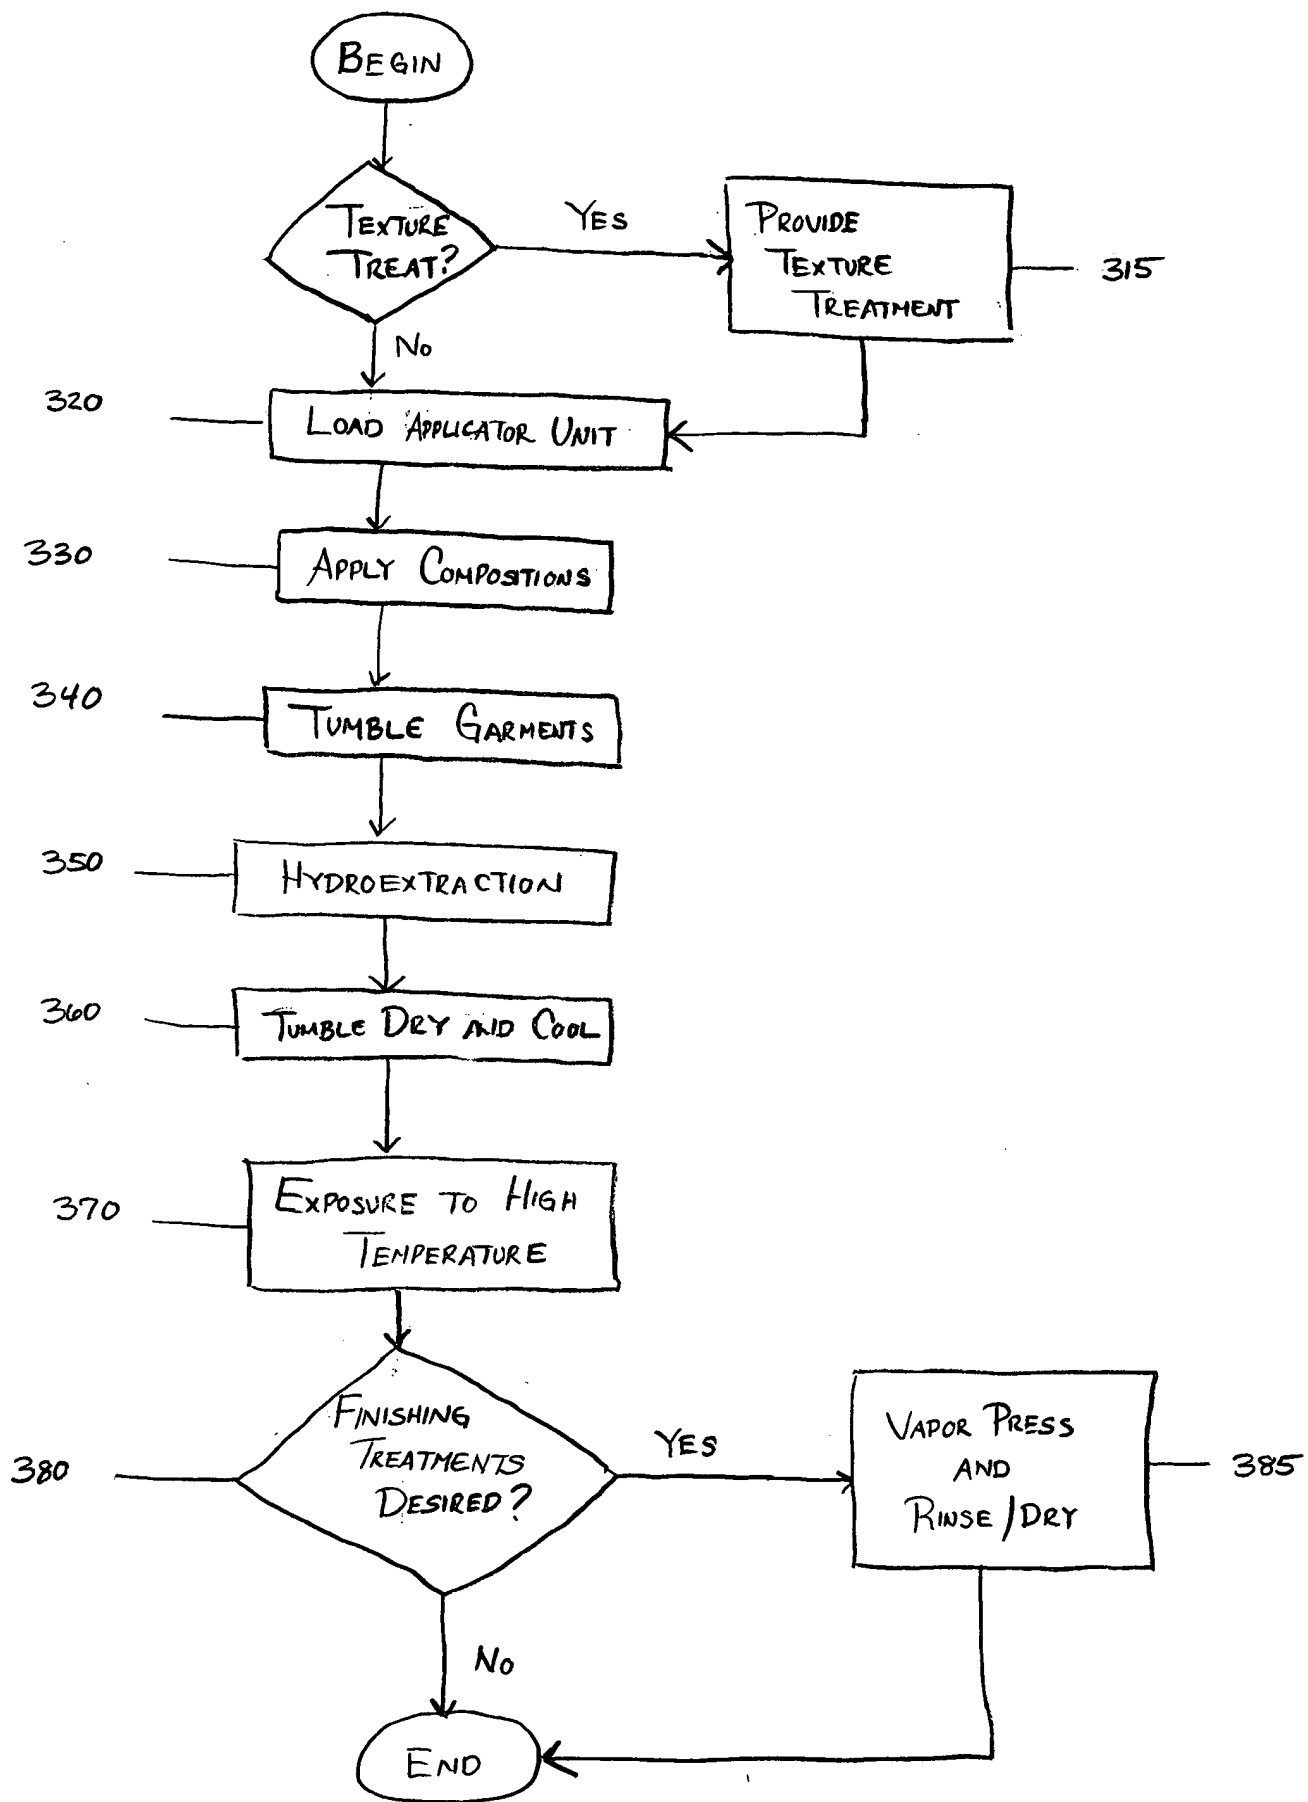 BEGIN
TEXTURE
TREAT?
YES
PROVIDE
TEXTURE
TREATMENT
315
No
320
LOAD APPLICATOR UNIT
330
APPLY COMPOSITIONS
340
TUMBLE GARMENTS
350
HYDROEXTRACTION
360
TUMBLE DRY AND COOL
370
EXPOSURE TO HIGH
TEMPERATURE
380
FINISHING
TREATMENTS
DESIRED?
YES
VAPOR PRESS
AND
RINSE/DRY
385
No
END